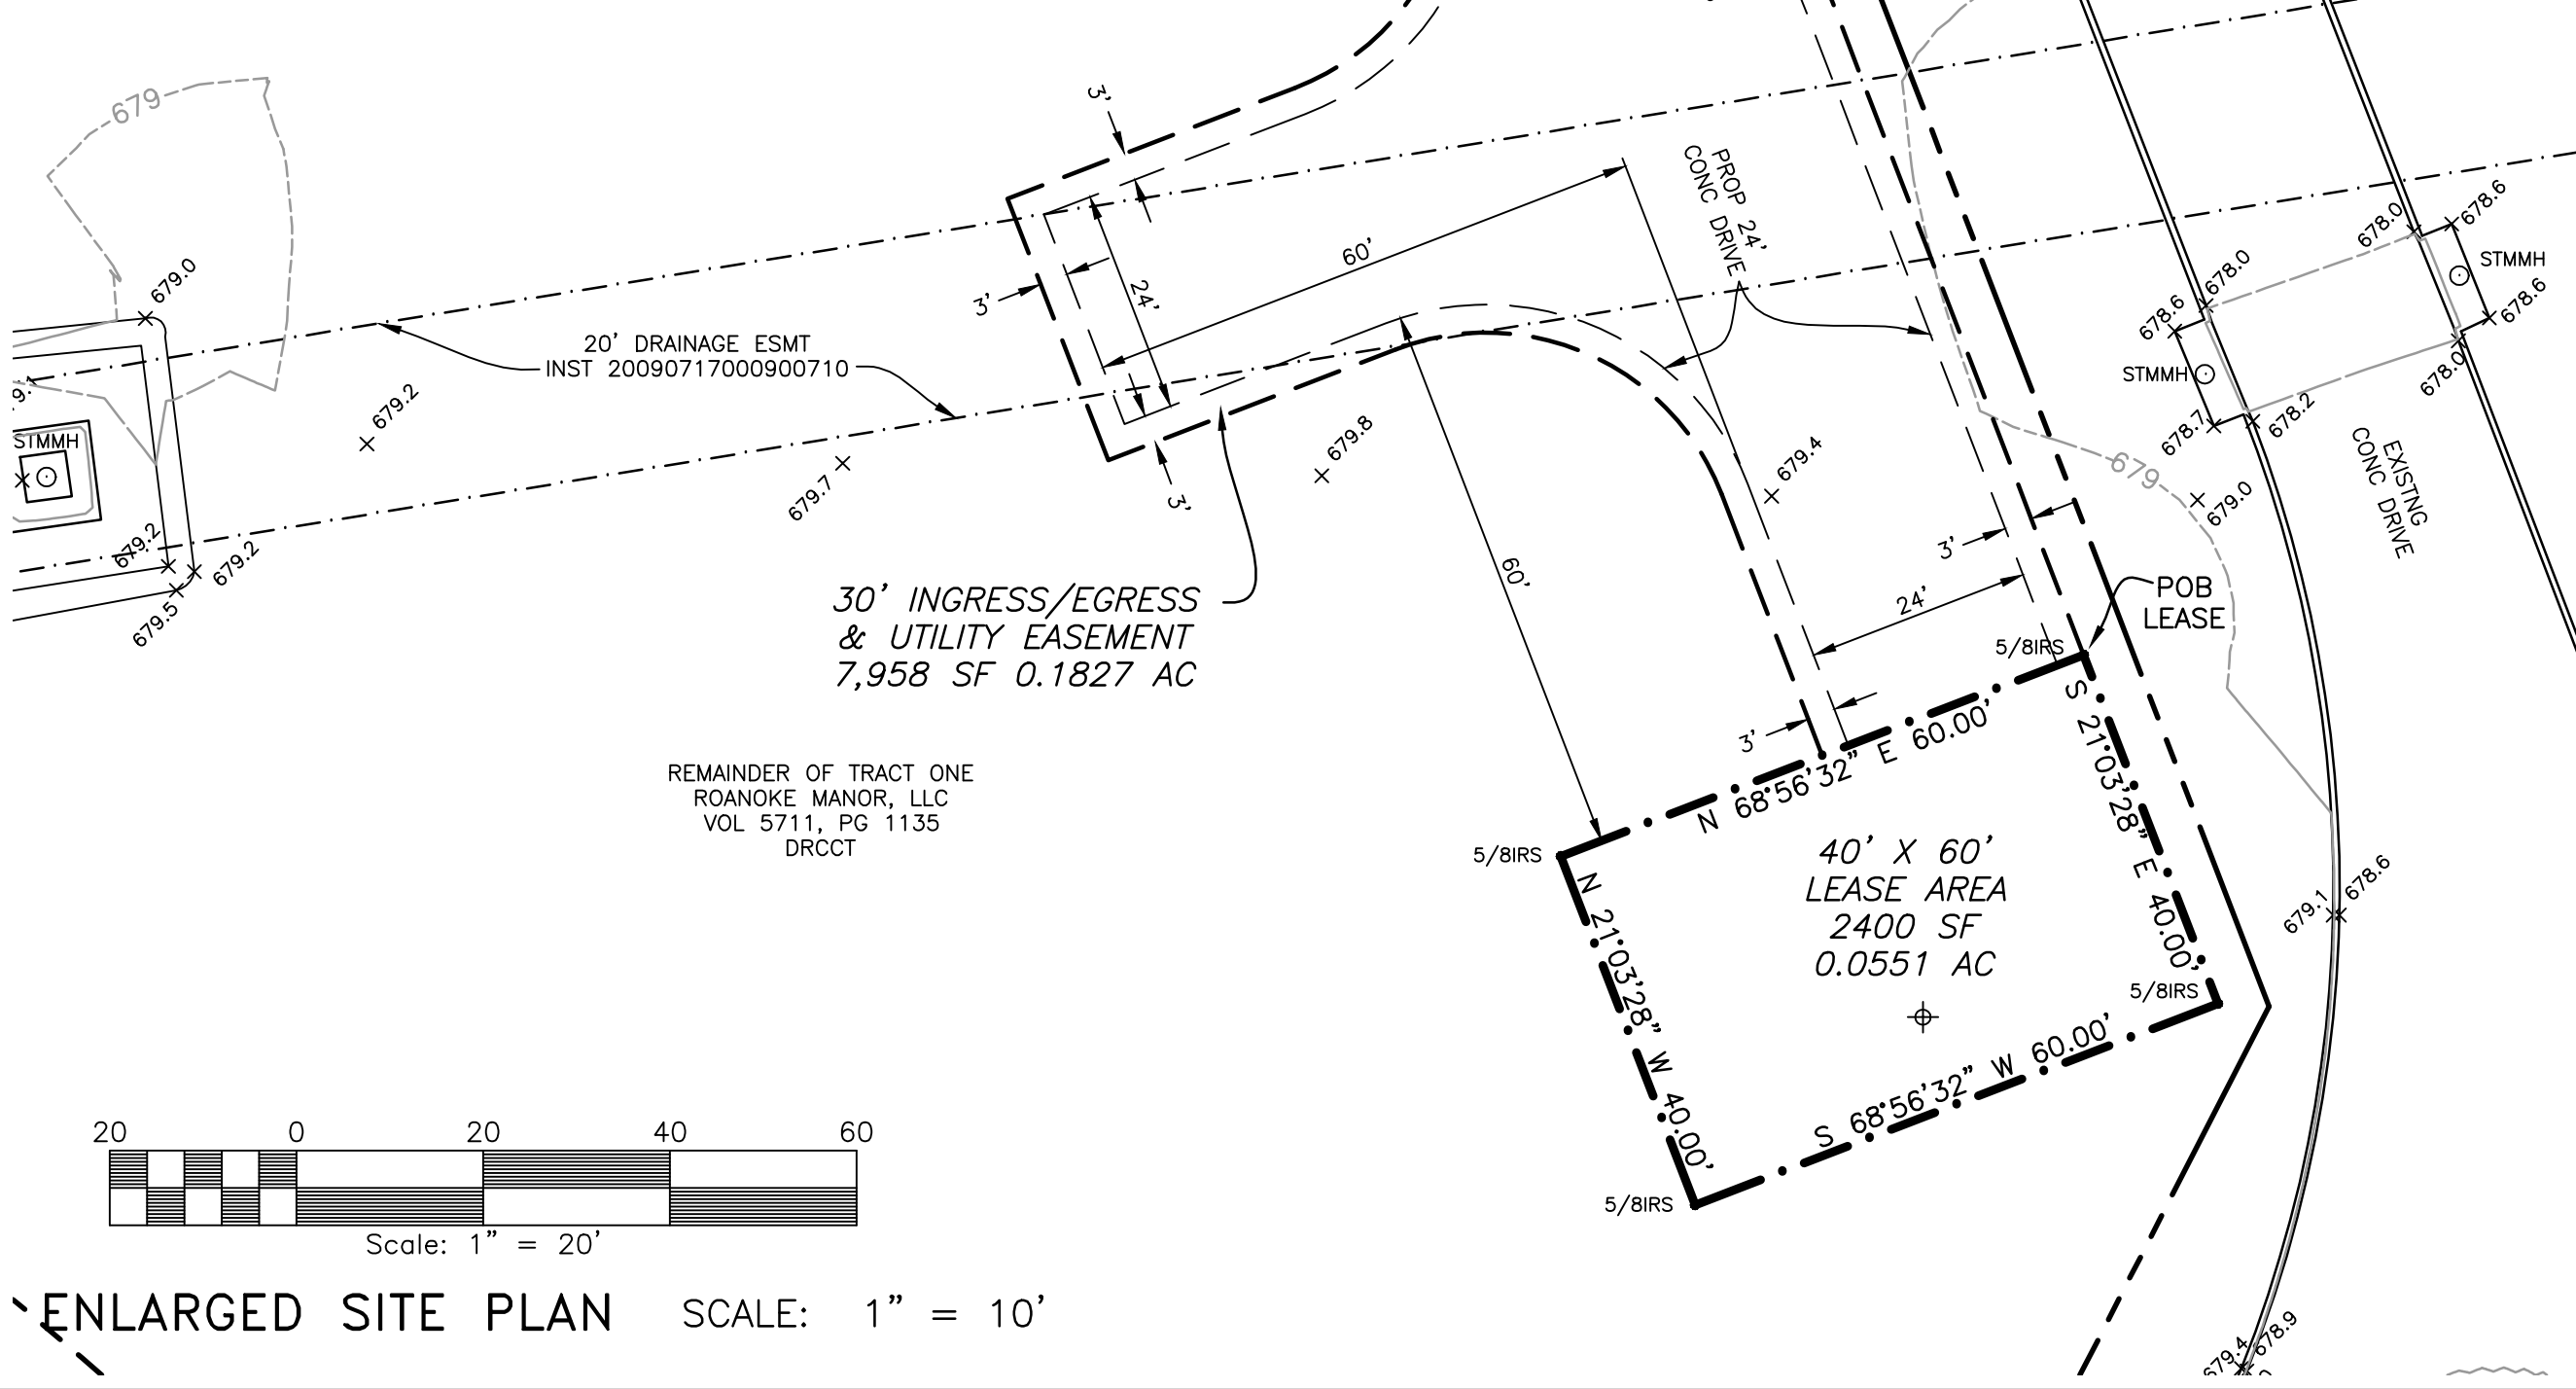 679
3'
PROP 24'
CONC DRIVE
60'
24'
3'
679.0
678.0
678.6
STMMH
678.6
678.0
678.6
STMMH
678.0
678.7
678.2
20' DRAINAGE ESMT
INST 20090717000900710
679.2
STMMH
679.8
679.4
679.7
3'
679
679.0
EXISTNG
CONC DRIVE
679.2
679.2
679.5
30' INGRESS/EGRESS
& UTILITY EASEMENT
7,958 SF 0.1827 AC
60'
3'
24'
POB
LEASE
5/8IRS
3'
N 68°56'32" E 60.00'
S 21°03'28" E 40.00'
REMAINDER OF TRACT ONE
ROANOKE MANOR, LLC
VOL 5711, PG 1135
DRCCT
5/8IRS
N 21°03'28" W 40.00'
40' X 60'
LEASE AREA
2400 SF
0.0551 AC
679.1
678.6
5/8IRS
S 68°56'32" W 60.00'
5/8IRS
20 0 20 40 60
Scale: 1" = 20'
ENLARGED SITE PLAN SCALE: 1" = 10'
679.4
678.9